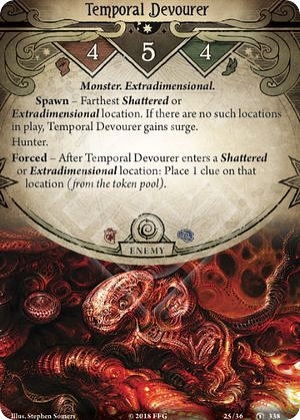 Temporal Devourer
4 5 4
Monster. Extradimensional.
Spawn – Farthest Shattered or
Extradimensional location. If there are no such locations
in play, Temporal Devourer gains surge.
Hunter.
Forced – After Temporal Devourer enters a Shattered
or Extradimensional location: Place 1 clue on that
location (from the token pool).
ENEMY
Illus. Stephen Somers
© 2018 FFG
25/36
338